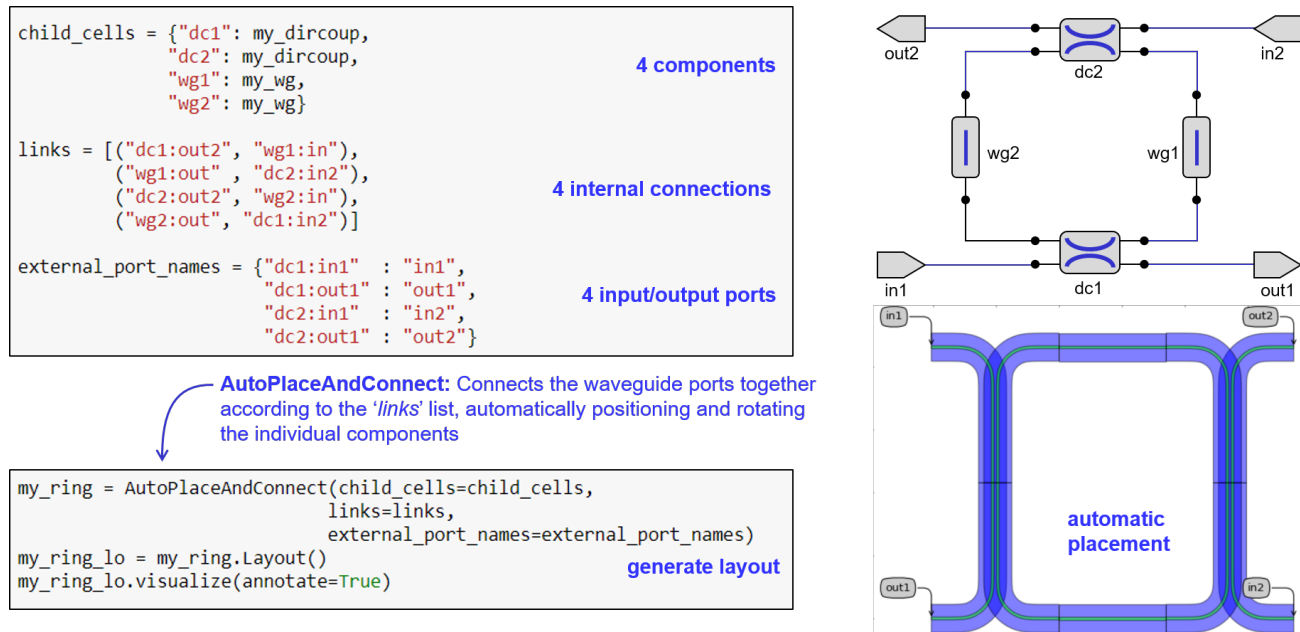 child_cells = {"dc1": my_dircoup,
"dc2": my_dircoup,
"wg1": my_wg,
"wg2": my_wg}
4 components
links = [("dc1:out2", "wg1:in"),
("wg1:out" , "dc2:in2"),
("dc2:out2", "wg2:in"),
("wg2:out", "dc1:in2")]
4 internal connections
external_port_names = {"dc1:in1"  : "in1",
"dc1:out1" : "out1",
"dc2:in1"  : "in2",
"dc2:out1" : "out2"}
4 input/output ports
AutoPlaceAndConnect: Connects the waveguide ports together
according to the ‘links’ list, automatically positioning and rotating
the individual components
my_ring = AutoPlaceAndConnect(child_cells=child_cells,
links=links,
external_port_names=external_port_names)
my_ring_lo = my_ring.Layout()
my_ring_lo.visualize(annotate=True)
generate layout
out2
dc2
in2
wg2
wg1
in1
dc1
out1
in1
out2
automatic
placement
out1
in2